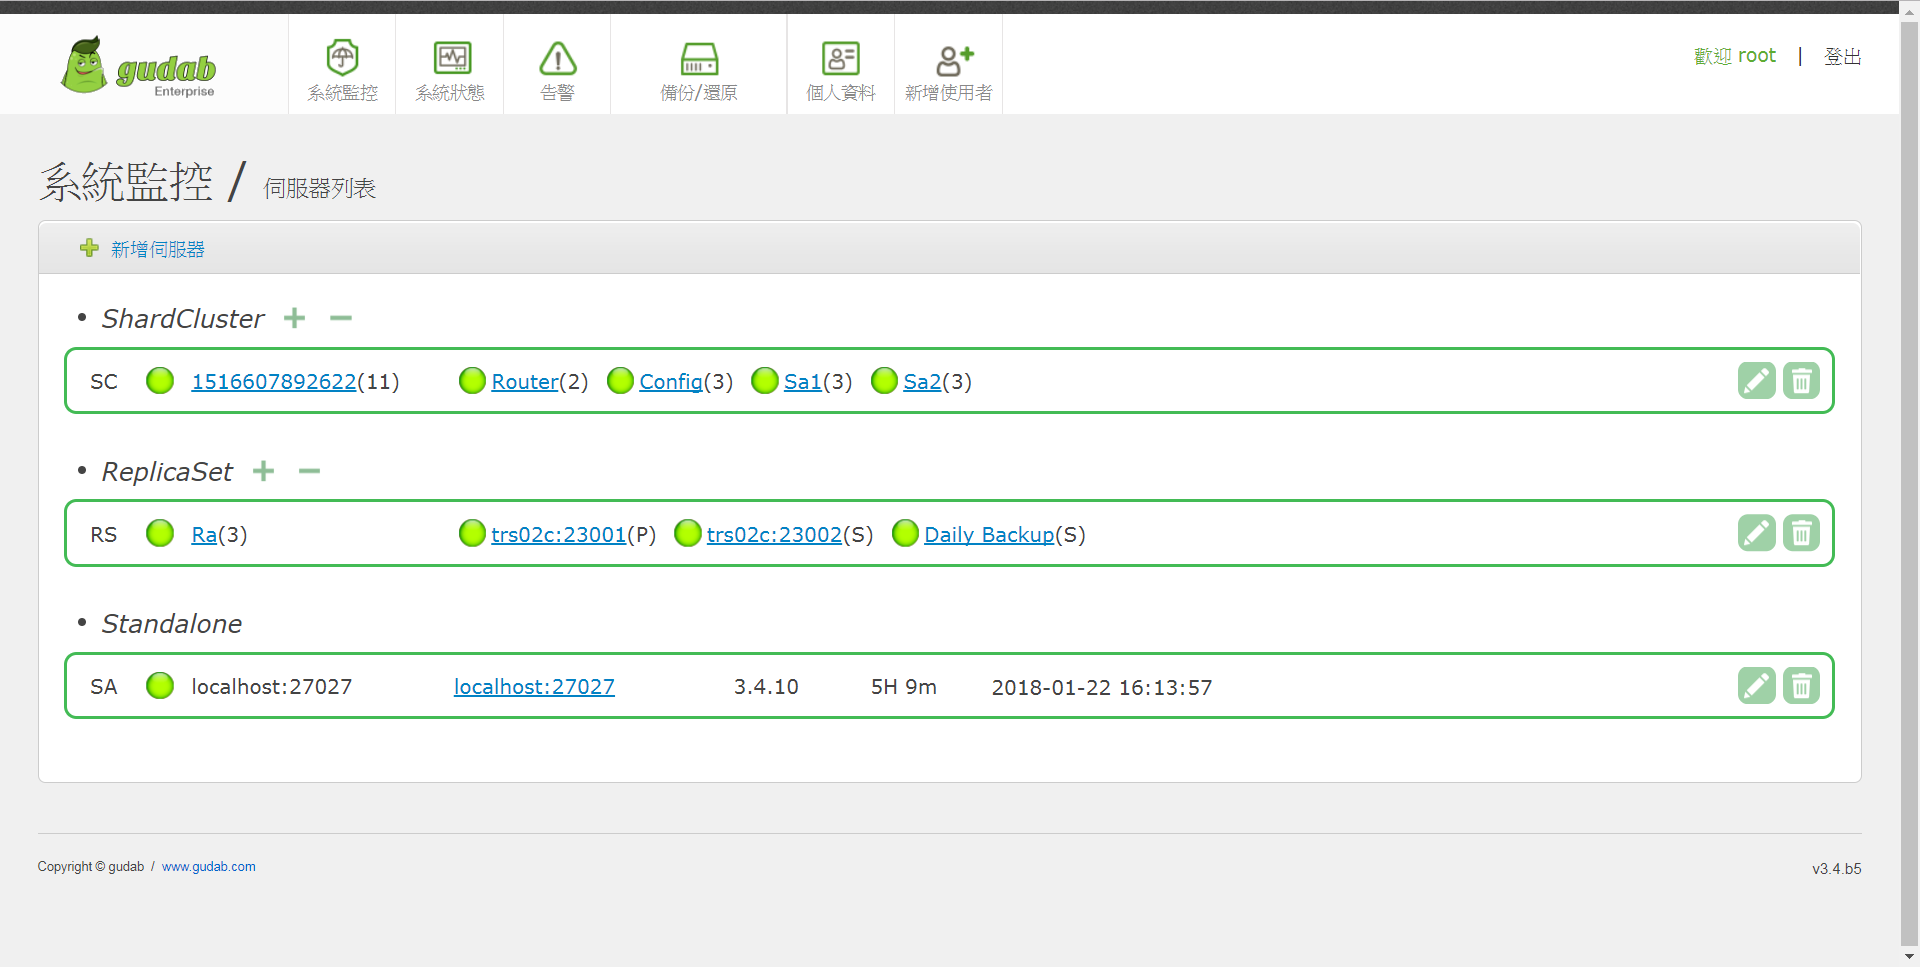 gudab
Enterprise
系統監控
系統狀態
告警
備份/還原
個人資料
新增使用者
歡迎 root | 登出
系統監控 / 伺服器列表
新增伺服器
• ShardCluster
SC 1516607892622(11) Router(2) Config(3) Sa1(3) Sa2(3)
• ReplicaSet
RS Ra(3) trs02c:23001(P) trs02c:23002(S) Daily Backup(S)
• Standalone
SA localhost:27027 localhost:27027 3.4.10 5H 9m 2018-01-22 16:13:57
Copyright © gudab / www.gudab.com
v3.4.b5